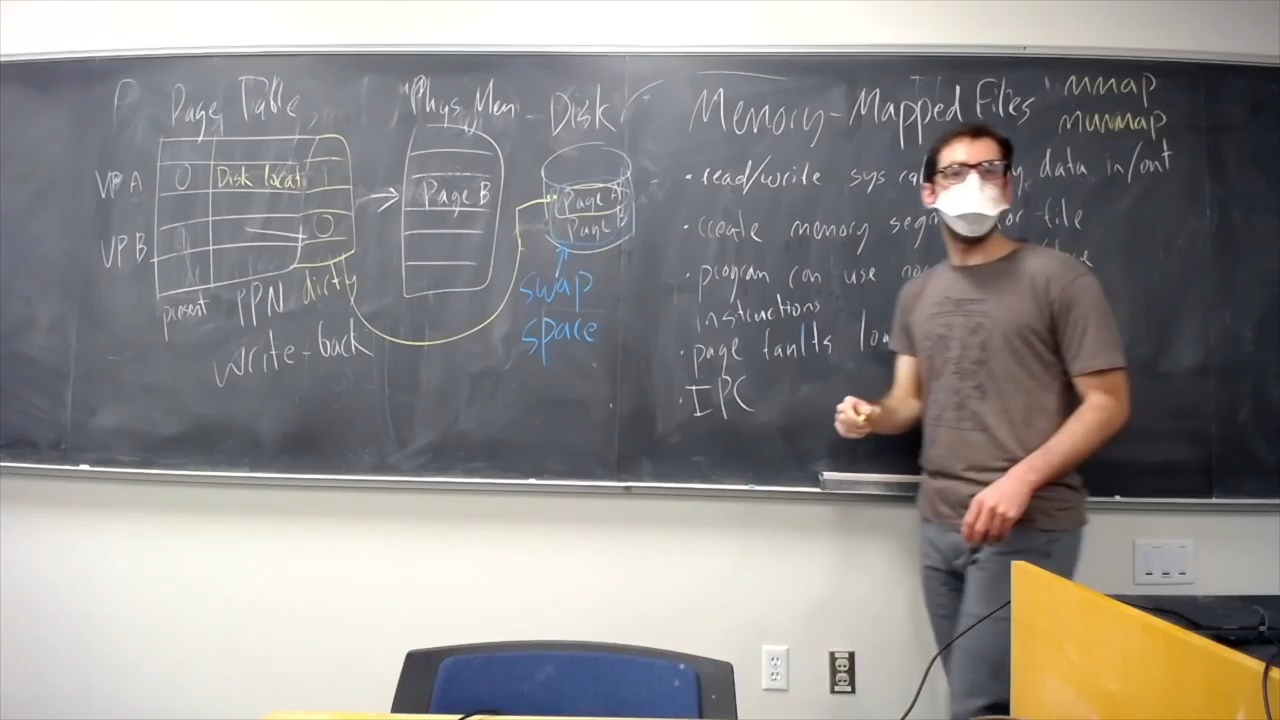 P Page Table
Phys. Mem
Disk
VP A 0 Disk locat 1
Page B
Page A
Page B
VP B 0
present PPN dirty
write-back
swap
space
Memory-Mapped Files
mmap
munmap
• read/write sys data in/out
• create memory file
• program can use
instructions
• page faults
• IPC